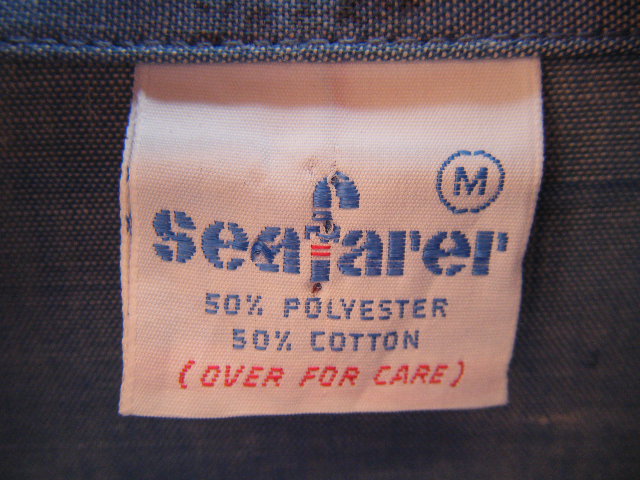 M
seafarer
50% POLYESTER
50% COTTON
(OVER FOR CARE)